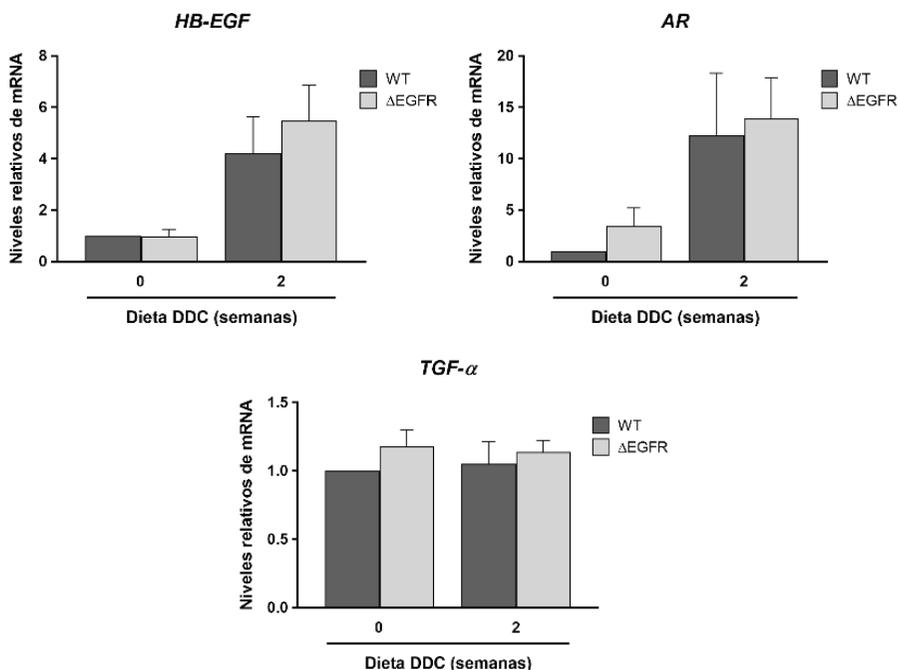 HB-EGF
Niveles relativos de mRNA
8
6
4
2
0
0 2
Dieta DDC (semanas)
WT
ΔEGFR
AR
Niveles relativos de mRNA
20
15
10
5
0
0 2
Dieta DDC (semanas)
WT
ΔEGFR
TGF-α
Niveles relativos de mRNA
1.5
1.0
0.5
0.0
0 2
Dieta DDC (semanas)
WT
ΔEGFR